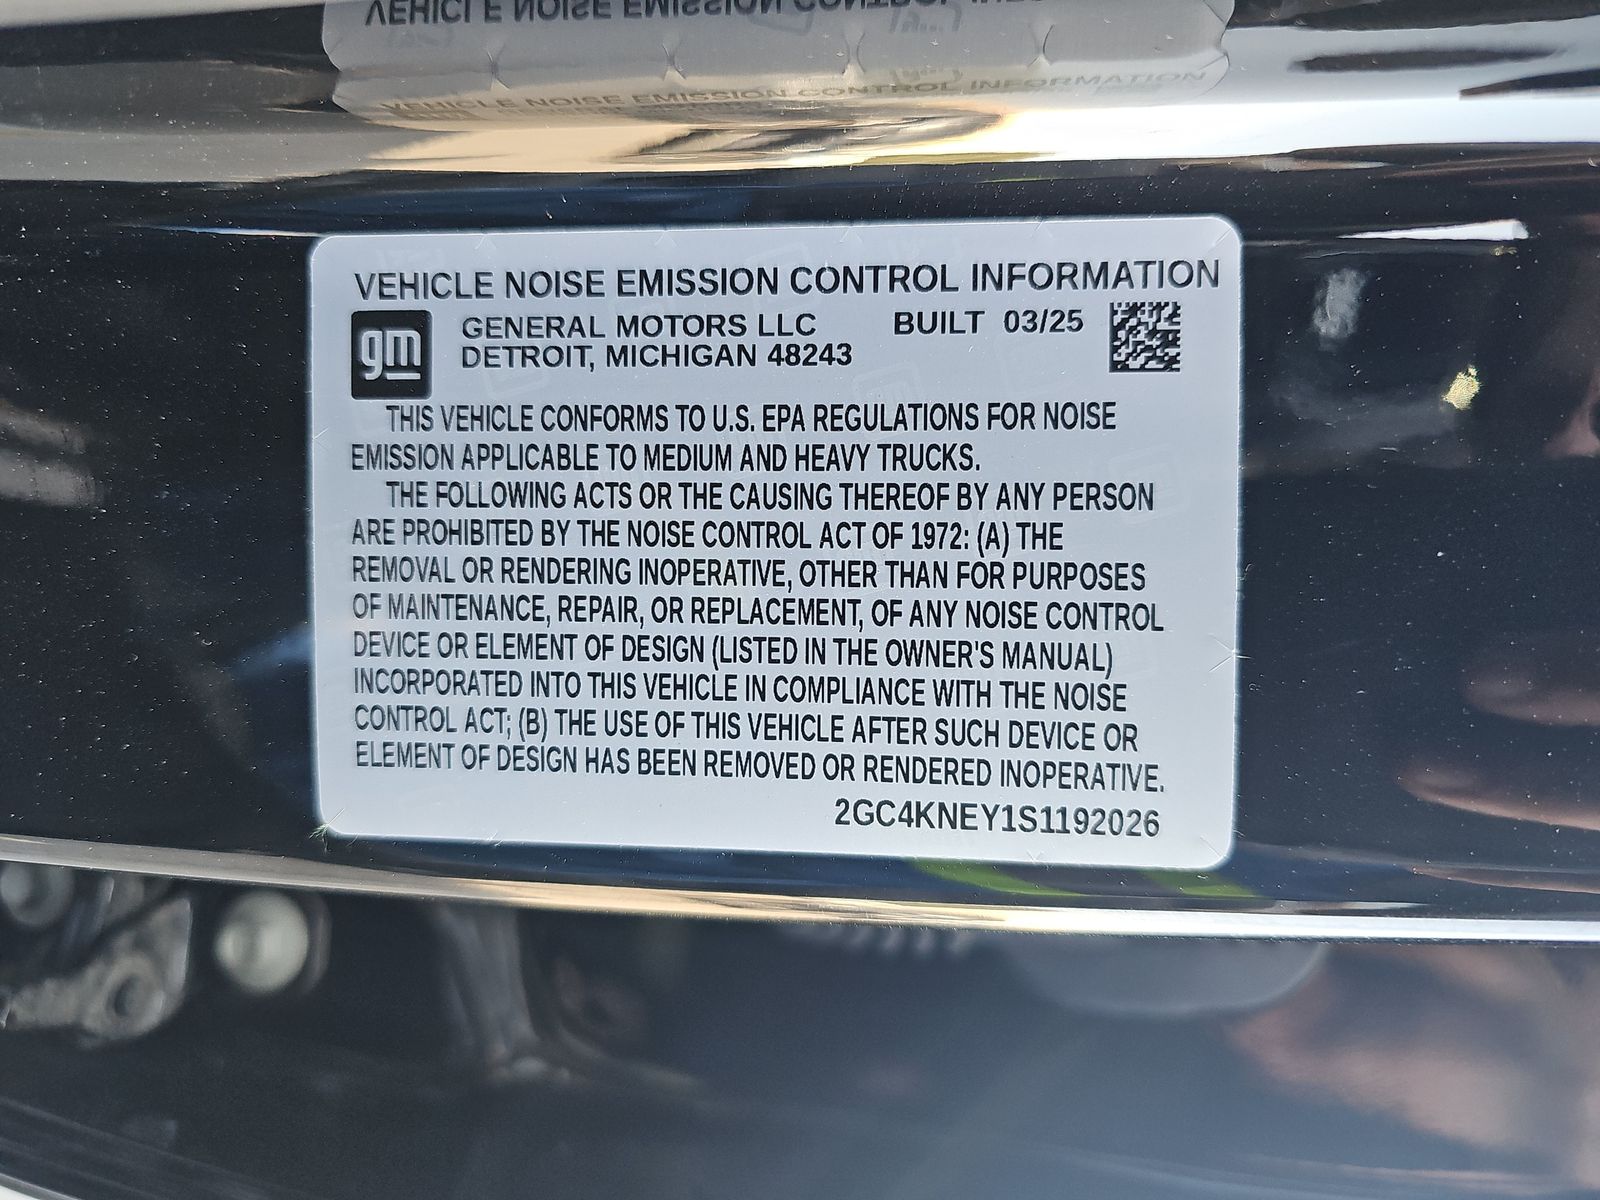 VEHICLE NOISE EMISSION CONTROL INFORMATION
VEHICLE NOISE EMISSION CONTROL INFORMATION
gm
GENERAL MOTORS LLC BUILT 03/25
DETROIT, MICHIGAN 48243
THIS VEHICLE CONFORMS TO U.S. EPA REGULATIONS FOR NOISE
EMISSION APPLICABLE TO MEDIUM AND HEAVY TRUCKS.
THE FOLLOWING ACTS OR THE CAUSING THEREOF BY ANY PERSON
ARE PROHIBITED BY THE NOISE CONTROL ACT OF 1972: (A) THE
REMOVAL OR RENDERING INOPERATIVE, OTHER THAN FOR PURPOSES
OF MAINTENANCE, REPAIR, OR REPLACEMENT, OF ANY NOISE CONTROL
DEVICE OR ELEMENT OF DESIGN (LISTED IN THE OWNER'S MANUAL)
INCORPORATED INTO THIS VEHICLE IN COMPLIANCE WITH THE NOISE
CONTROL ACT; (B) THE USE OF THIS VEHICLE AFTER SUCH DEVICE OR
ELEMENT OF DESIGN HAS BEEN REMOVED OR RENDERED INOPERATIVE.
2GC4KNEY1S1192026